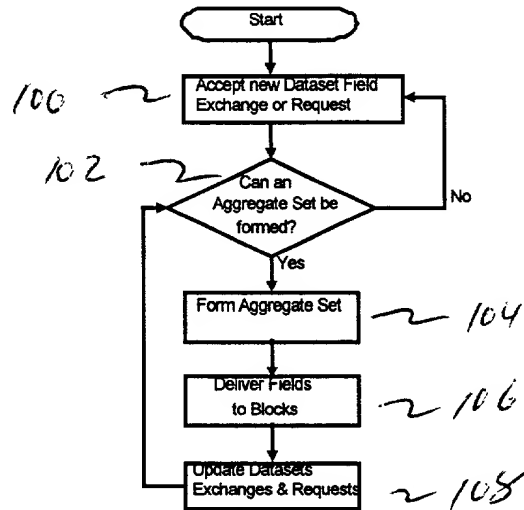 Start
100
Accept new Dataset Field
Exchange or Request
102
Can an
Aggregate Set be
formed?
No
Yes
Form Aggregate Set
104
Deliver Fields
to Blocks
106
Update Datasets
Exchanges & Requests
108